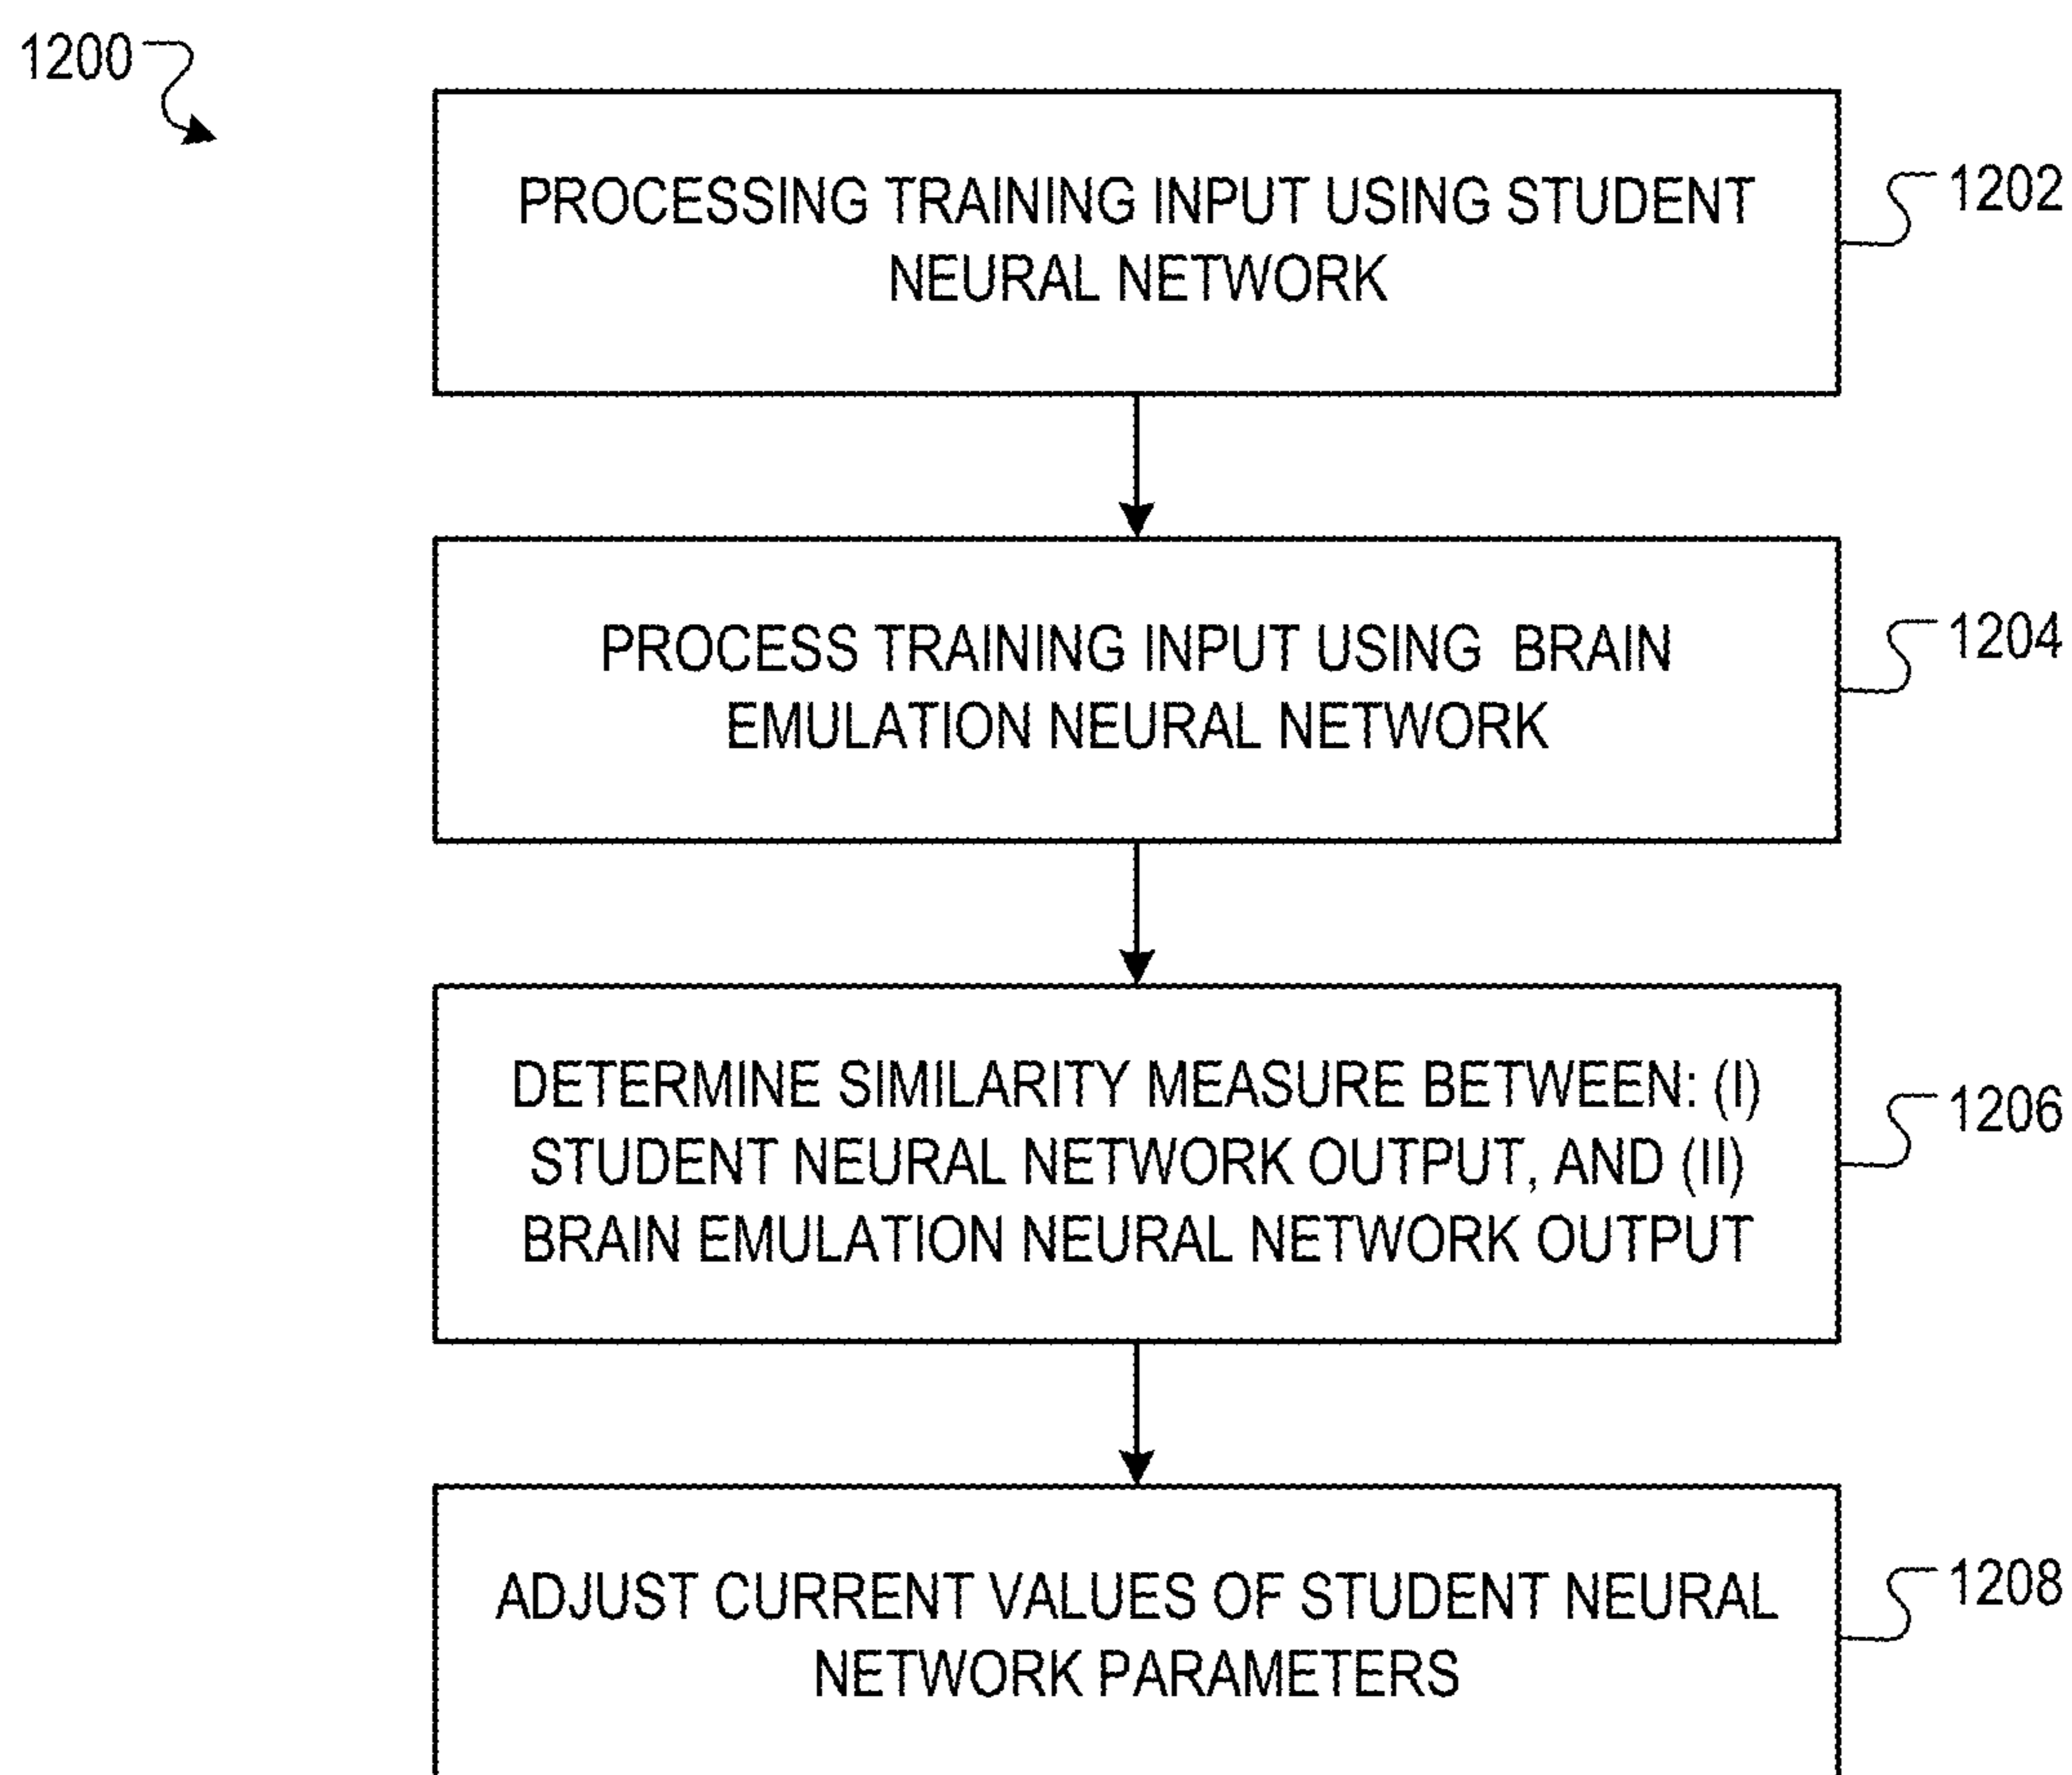 1200
PROCESSING TRAINING INPUT USING STUDENT
NEURAL NETWORK
1202
PROCESS TRAINING INPUT USING BRAIN
EMULATION NEURAL NETWORK
1204
DETERMINE SIMILARITY MEASURE BETWEEN: (I)
STUDENT NEURAL NETWORK OUTPUT, AND (II)
BRAIN EMULATION NEURAL NETWORK OUTPUT
1206
ADJUST CURRENT VALUES OF STUDENT NEURAL
NETWORK PARAMETERS
1208